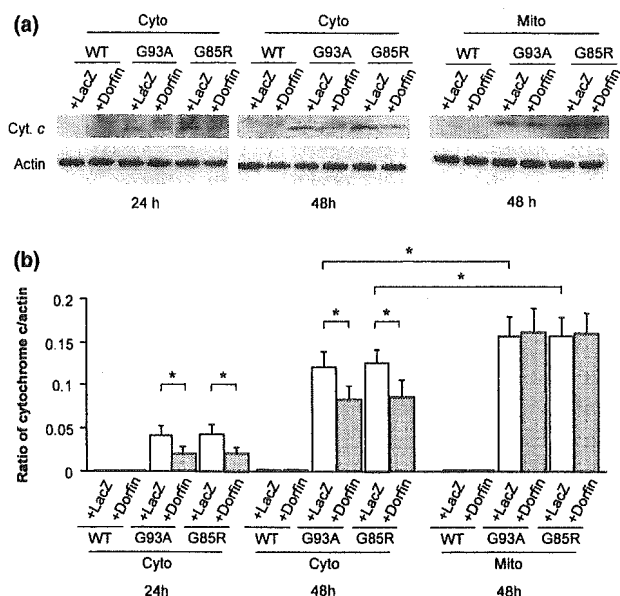 (a)
Cyto Cyto Mito
WT G93A G85R WT G93A G85R WT G93A G85R
+LacZ +Dorfin +LacZ +Dorfin +LacZ +Dorfin +LacZ +Dorfin +LacZ +Dorfin +LacZ +Dorfin +LacZ +Dorfin +LacZ +Dorfin +LacZ +Dorfin
Cyt. c
Actin
24 h 48h 48 h
(b)
* *
* * * *
0.2
0.15
0.1
0.05
0
Ratio of cytochrome c/actin
+LacZ +Dorfin +LacZ +Dorfin +LacZ +Dorfin +LacZ +Dorfin +LacZ +Dorfin +LacZ +Dorfin +LacZ +Dorfin +LacZ +Dorfin +LacZ +Dorfin
WT G93A G85R WT G93A G85R WT G93A G85R
Cyto Cyto Mito
24h 48h 48h